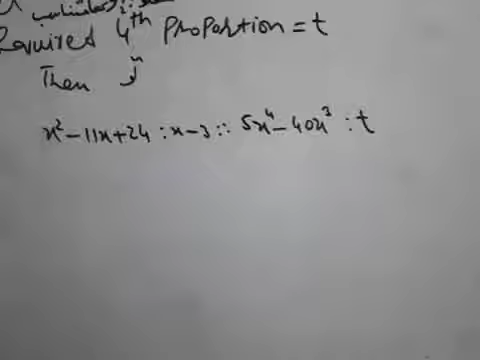 Required 4th Proportion = t
Then
x² – 11x + 24 : x – 3 :: 5x⁴ – 40x³ : t